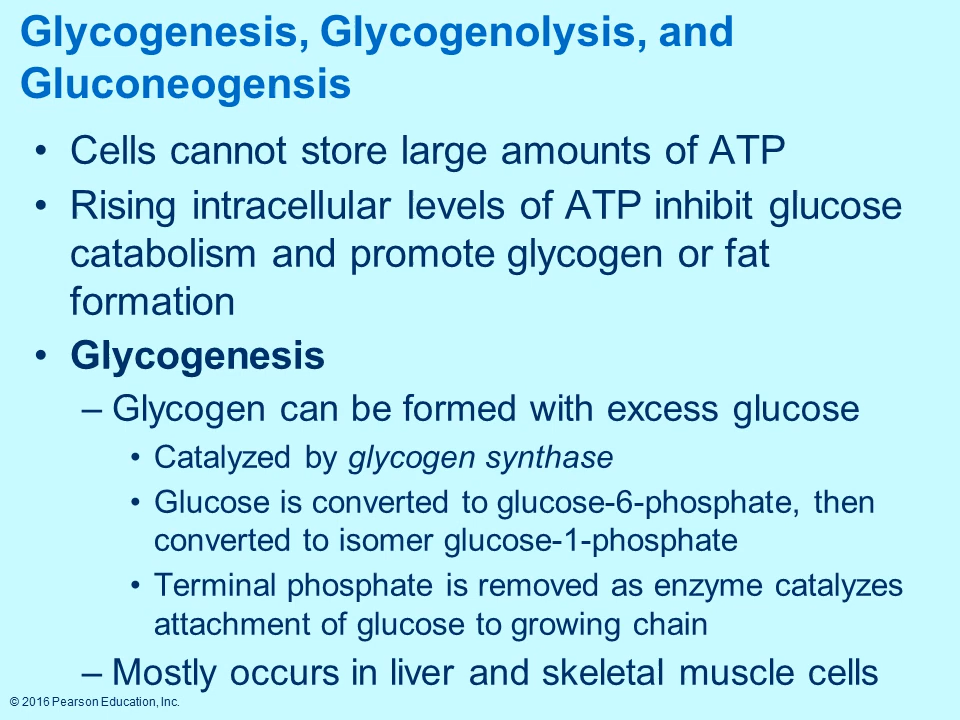 Glycogenesis, Glycogenolysis, and
Gluconeogensis
• Cells cannot store large amounts of ATP
• Rising intracellular levels of ATP inhibit glucose
catabolism and promote glycogen or fat
formation
• Glycogenesis
– Glycogen can be formed with excess glucose
• Catalyzed by glycogen synthase
• Glucose is converted to glucose-6-phosphate, then
converted to isomer glucose-1-phosphate
• Terminal phosphate is removed as enzyme catalyzes
attachment of glucose to growing chain
– Mostly occurs in liver and skeletal muscle cells
© 2016 Pearson Education, Inc.